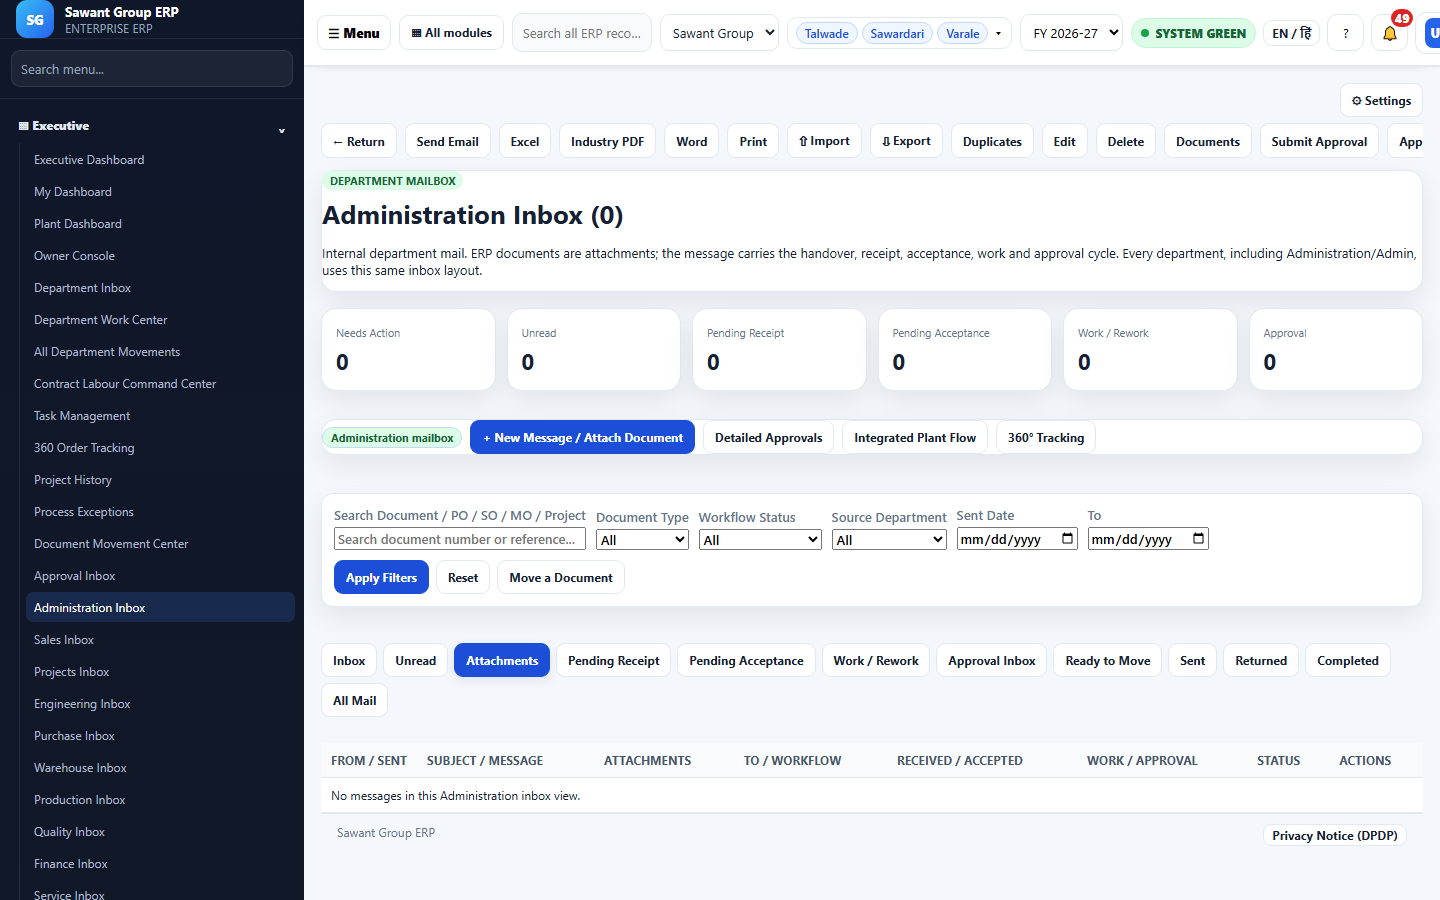 SG
Sawant Group ERP
ENTERPRISE ERP
Search menu...
Executive
Executive Dashboard
My Dashboard
Plant Dashboard
Owner Console
Department Inbox
Department Work Center
All Department Movements
Contract Labour Command Center
Task Management
360 Order Tracking
Project History
Process Exceptions
Document Movement Center
Approval Inbox
Administration Inbox
Sales Inbox
Projects Inbox
Engineering Inbox
Purchase Inbox
Warehouse Inbox
Production Inbox
Quality Inbox
Finance Inbox
Service Inbox
☰ Menu
All modules
Search all ERP reco...
Sawant Group
Talwade Sawardari Varale
FY 2026-27
SYSTEM GREEN
EN / हिं
?
49
U
⚙ Settings
← Return
Send Email
Excel
Industry PDF
Word
Print
⇧ Import
⇩ Export
Duplicates
Edit
Delete
Documents
Submit Approval
App
DEPARTMENT MAILBOX
Administration Inbox (0)
Internal department mail. ERP documents are attachments; the message carries the handover, receipt, acceptance, work and approval cycle. Every department, including Administration/Admin,
uses this same inbox layout.
Needs Action
0
Unread
0
Pending Receipt
0
Pending Acceptance
0
Work / Rework
0
Approval
0
Administration mailbox
+ New Message / Attach Document
Detailed Approvals
Integrated Plant Flow
360° Tracking
Search Document / PO / SO / MO / Project
Search document number or reference...
Document Type
All
Workflow Status
All
Source Department
All
Sent Date
mm/dd/yyyy
To
mm/dd/yyyy
Apply Filters
Reset
Move a Document
Inbox
Unread
Attachments
Pending Receipt
Pending Acceptance
Work / Rework
Approval Inbox
Ready to Move
Sent
Returned
Completed
All Mail
FROM / SENT SUBJECT / MESSAGE ATTACHMENTS TO / WORKFLOW RECEIVED / ACCEPTED WORK / APPROVAL STATUS ACTIONS
No messages in this Administration inbox view.
Sawant Group ERP
Privacy Notice (DPDP)